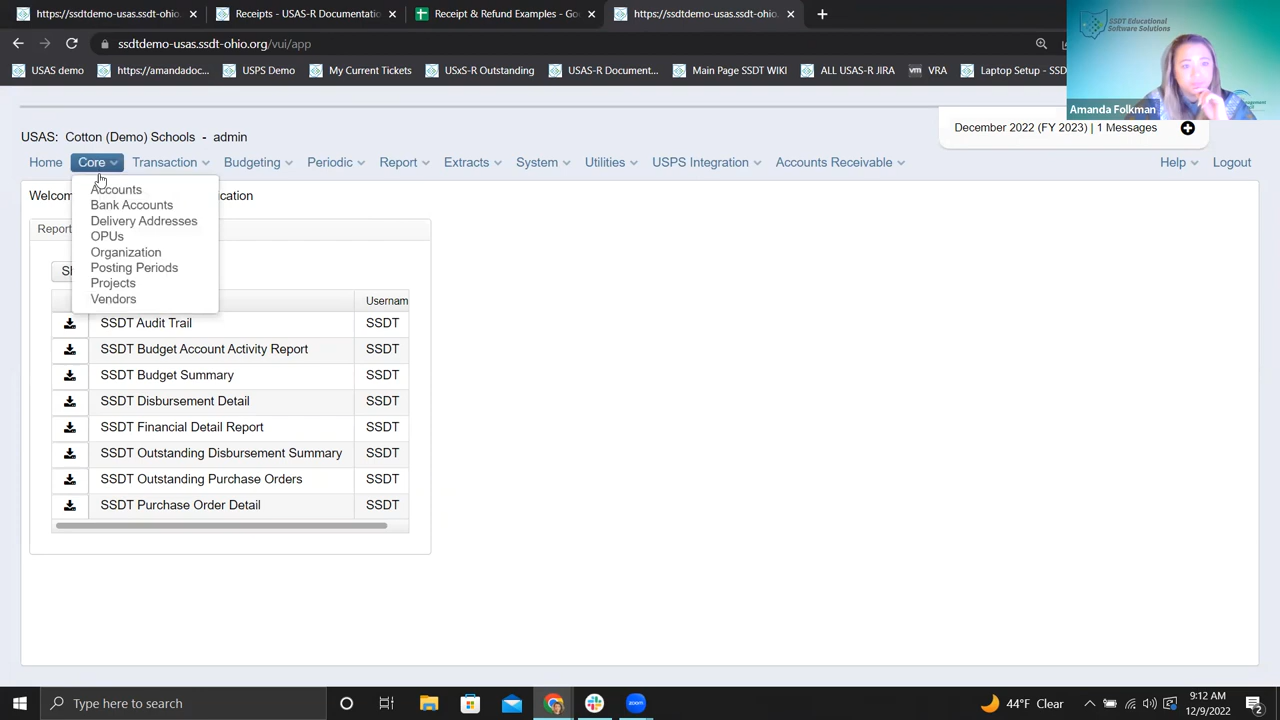 https://ssdtdemo-usas.ssdt-ohio.
Receipts - USAS-R Documentation
Receipt & Refund Examples - Go
https://ssdtdemo-usas.ssdt-ohio.
ssdtdemo-usas.ssdt-ohio.org/vui/app
USAS demo
https://amandadoc...
USPS Demo
My Current Tickets
USxS-R Onboarding
USAS-R Document...
Main Page SSDT WIKI
ALL USAS-R JIRA
vm
VRA
Laptop Setup - SSD
SSDT Educational
Software Solutions
Amanda Folkman
USAS: Cotton (Demo) Schools - admin
December 2022 (FY 2023) | 1 Messages
Home
Core
Transaction
Budgeting
Periodic
Report
Extracts
System
Utilities
USPS Integration
Accounts Receivable
Help
Logout
Accounts
Bank Accounts
Delivery Addresses
OPUs
Organization
Posting Periods
Projects
Vendors
Welcom
ication
Report
Sh
Usernam
SSDT Audit Trail SSDT
SSDT Budget Account Activity Report SSDT
SSDT Budget Summary SSDT
SSDT Disbursement Detail SSDT
SSDT Financial Detail Report SSDT
SSDT Outstanding Disbursement Summary SSDT
SSDT Outstanding Purchase Orders SSDT
SSDT Purchase Order Detail SSDT
Type here to search
zoom
44°F Clear
9:12 AM
12/9/2022
2